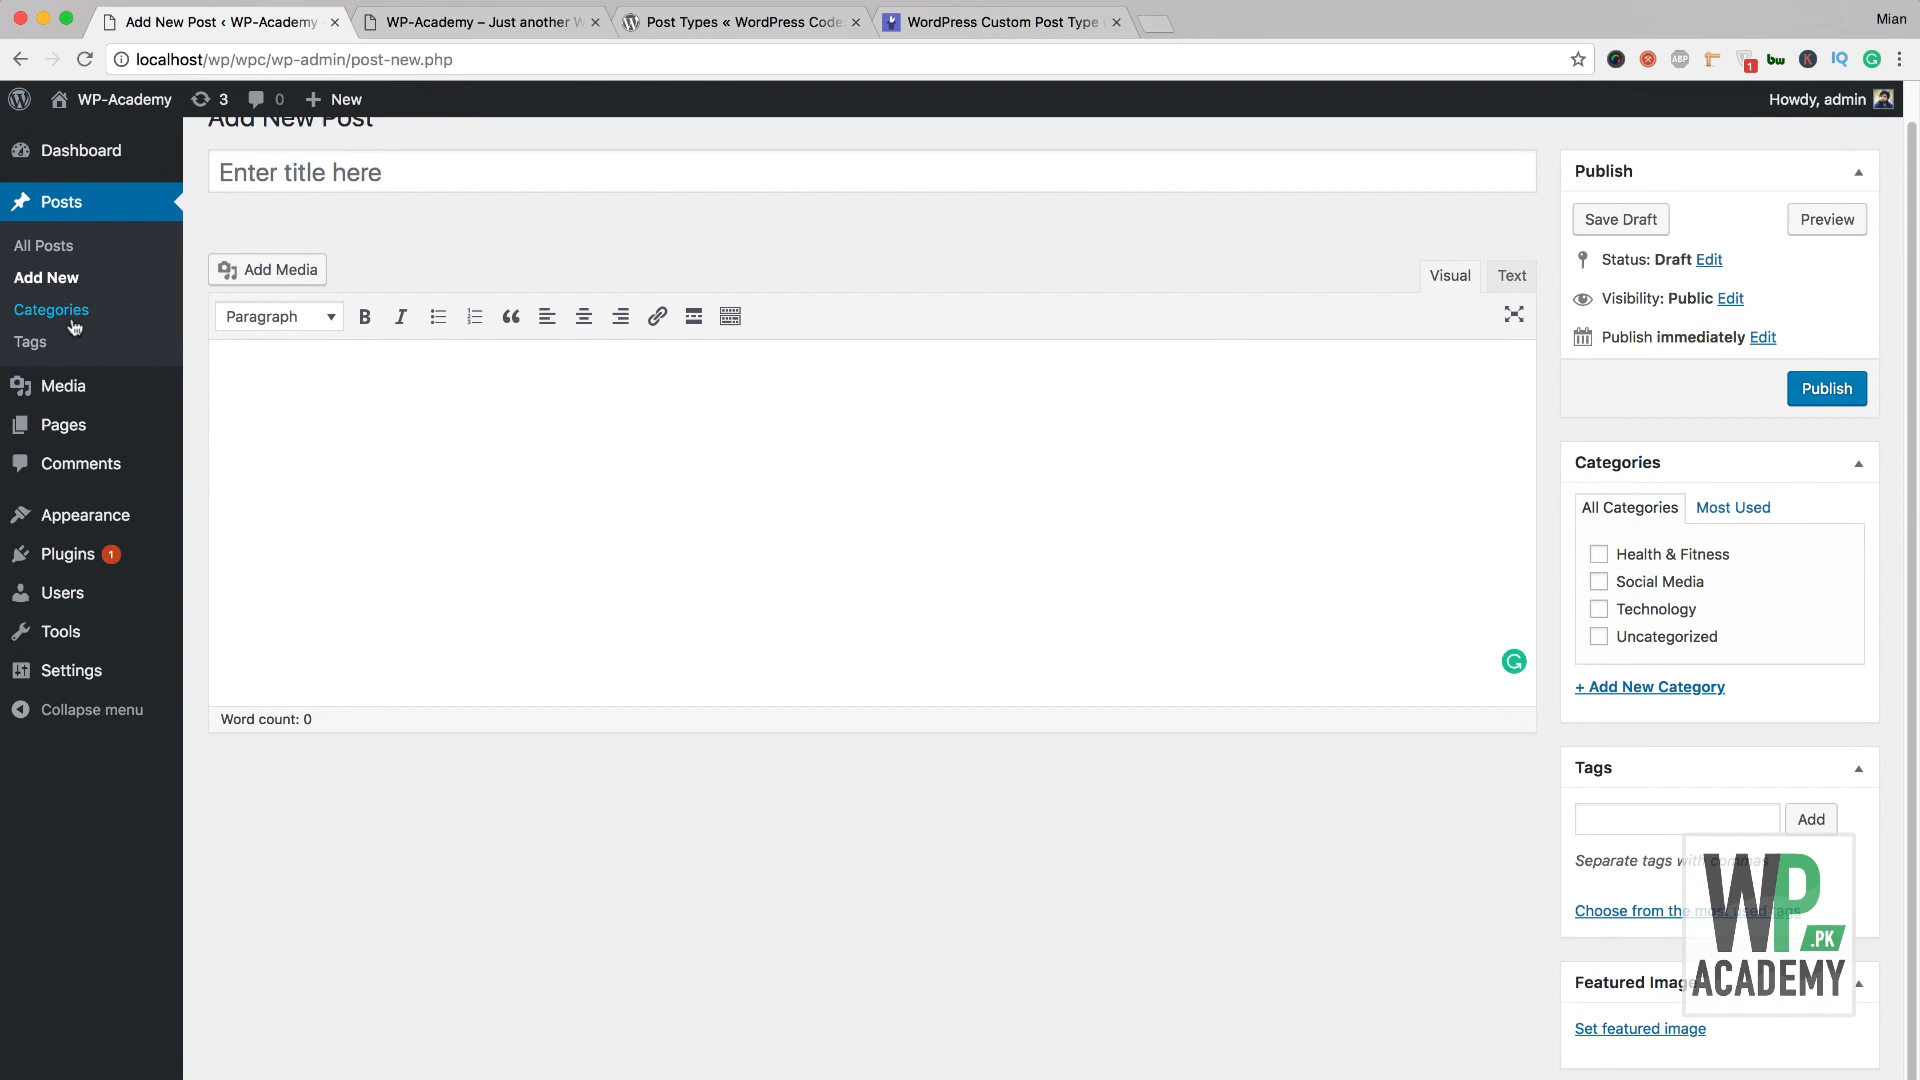 Add New Post ‹ WP-Academy
WP-Academy – Just another W
Post Types « WordPress Code
WordPress Custom Post Type
Mian
localhost/wp/wpc/wp-admin/post-new.php
ABP
1
bw
K
IQ
G
WP-Academy
3
0
New
Howdy, admin
Add New Post
Dashboard
Posts
All Posts
Add New
Categories
Tags
Media
Pages
Comments
Appearance
Plugins 1
Users
Tools
Settings
Collapse menu
Enter title here
Add Media
Visual
Text
Paragraph
B
I
G
Word count: 0
Publish
Save Draft
Preview
Status: Draft Edit
Visibility: Public Edit
Publish immediately Edit
Publish
Categories
All Categories
Most Used
Health & Fitness
Social Media
Technology
Uncategorized
+ Add New Category
Tags
Add
Separate tags with commas
Choose from the most used tags
Featured Image
Set featured image
WP
.PK
ACADEMY